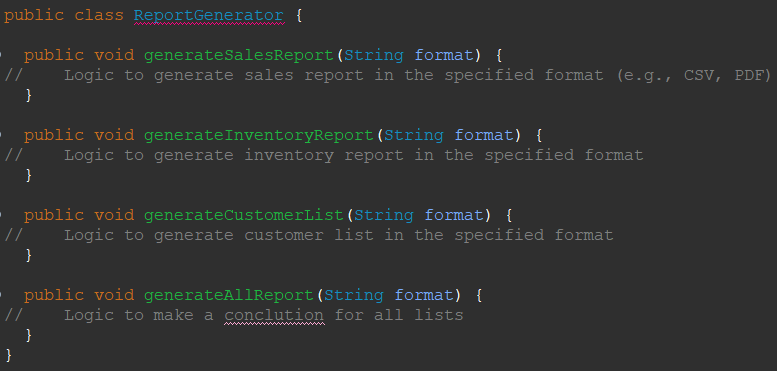 public class ReportGenerator {
public void generateSalesReport(String format) {
// Logic to generate sales report in the specified format (e.g., CSV, PDF)
}
public void generateInventoryReport(String format) {
// Logic to generate inventory report in the specified format
}
public void generateCustomerList(String format) {
// Logic to generate customer list in the specified format
}
public void generateAllReport(String format) {
// Logic to make a conclution for all lists
}
}